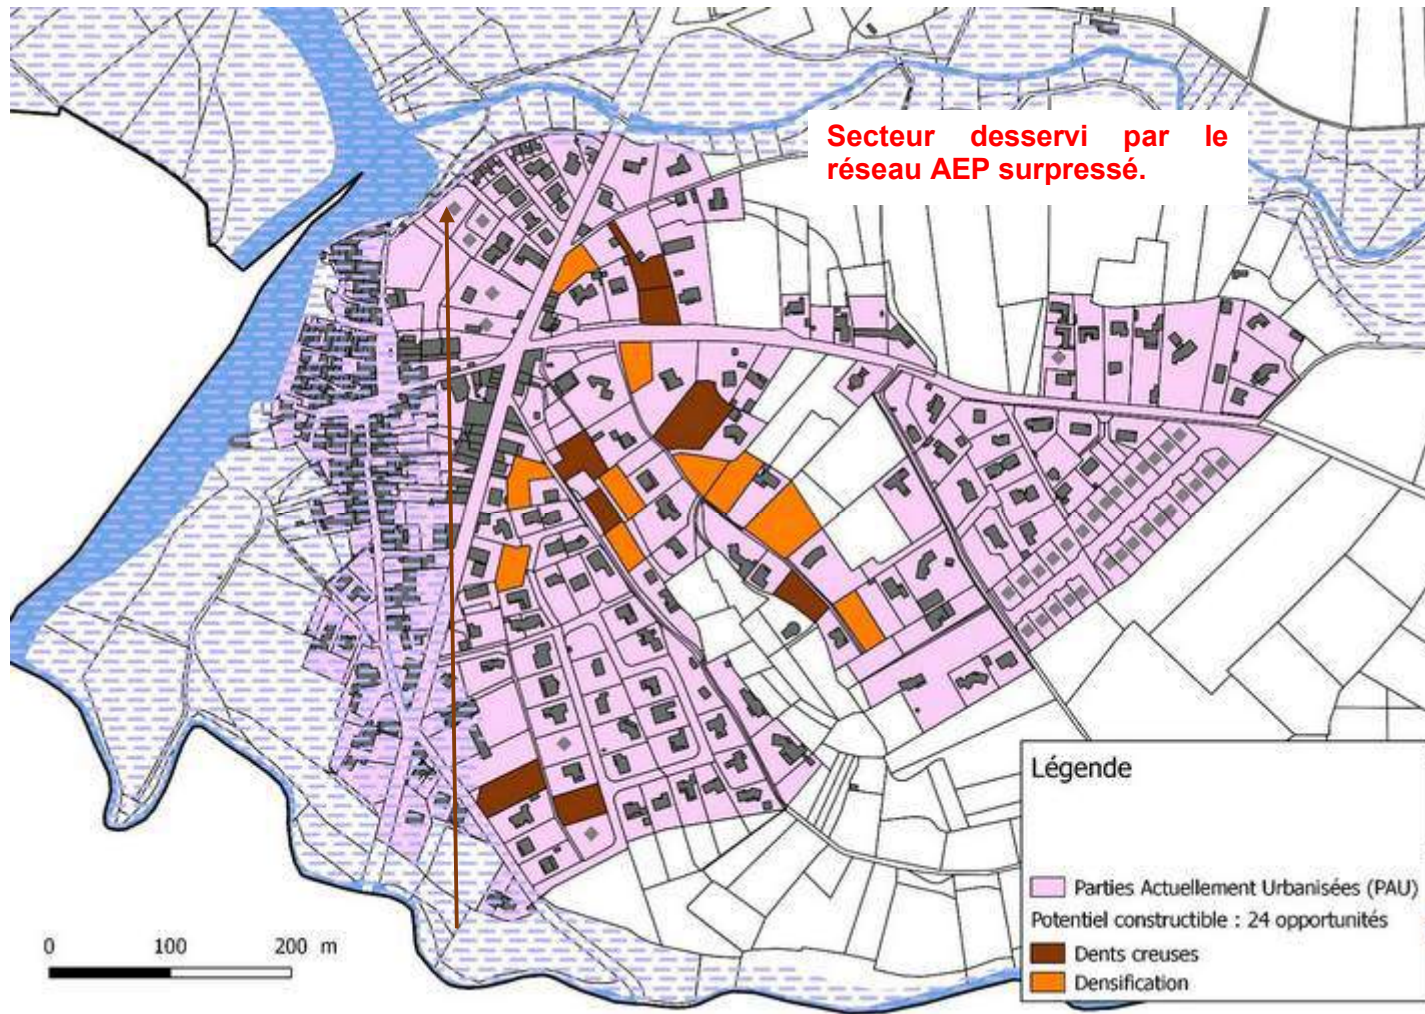 Secteur desservi par le
réseau AEP surpressé.
Légende
Parties Actuellement Urbanisées (PAU)
Potentiel constructible : 24 opportunités
Dents creuses
Densification
0 100 200 m